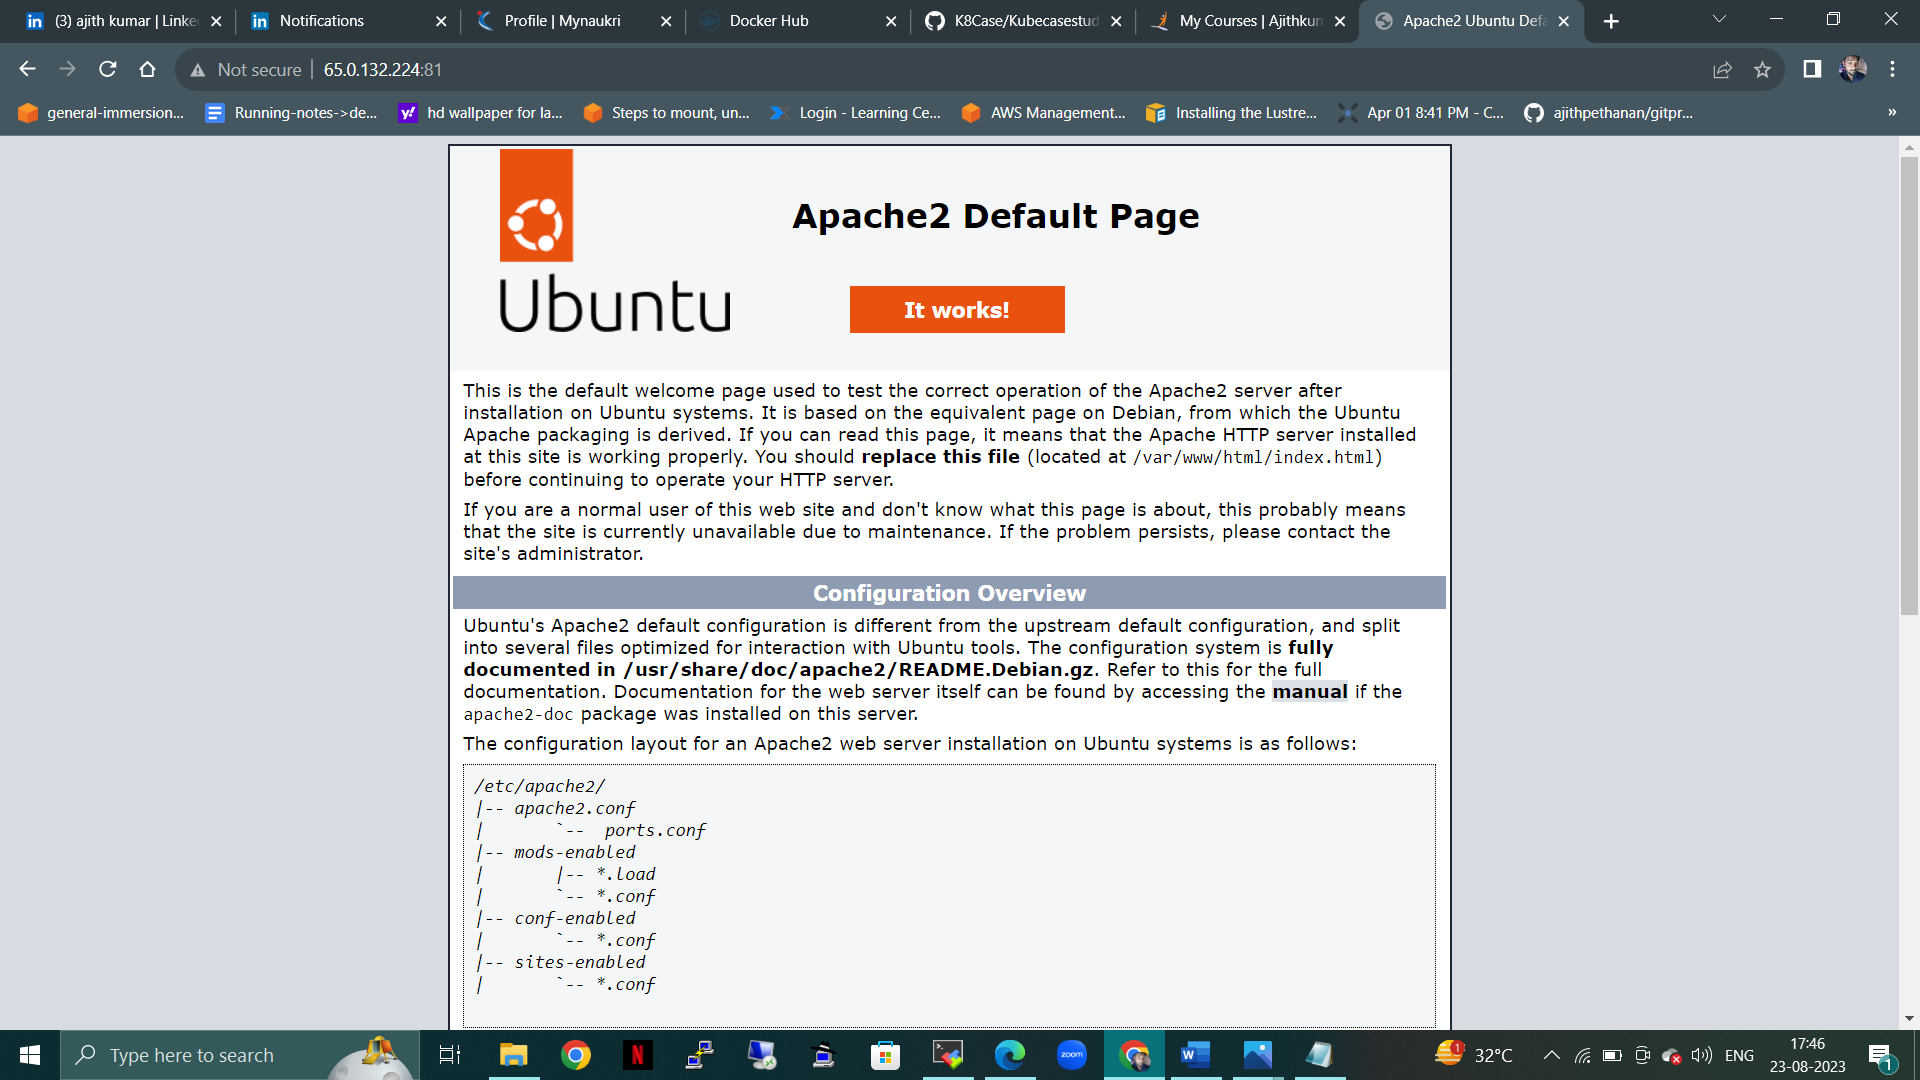 (3) ajith kumar | Linke
Notifications
Profile | Mynaukri
Docker Hub
K8Case/Kubecasestud
My Courses | Ajithkum
Apache2 Ubuntu Defa
Not secure
65.0.132.224:81
general-immersion...
Running-notes->de...
hd wallpaper for la...
Steps to mount, un...
Login - Learning Ce...
AWS Management...
Installing the Lustre...
Apr 01 8:41 PM - C...
ajithpethanan/gitpr...
»
Apache2 Default Page
Ubuntu
It works!
This is the default welcome page used to test the correct operation of the Apache2 server after
installation on Ubuntu systems. It is based on the equivalent page on Debian, from which the Ubuntu
Apache packaging is derived. If you can read this page, it means that the Apache HTTP server installed
at this site is working properly. You should replace this file (located at /var/www/html/index.html)
before continuing to operate your HTTP server.
If you are a normal user of this web site and don't know what this page is about, this probably means
that the site is currently unavailable due to maintenance. If the problem persists, please contact the
site's administrator.
Configuration Overview
Ubuntu's Apache2 default configuration is different from the upstream default configuration, and split
into several files optimized for interaction with Ubuntu tools. The configuration system is fully
documented in /usr/share/doc/apache2/README.Debian.gz. Refer to this for the full
documentation. Documentation for the web server itself can be found by accessing the manual if the
apache2-doc package was installed on this server.
The configuration layout for an Apache2 web server installation on Ubuntu systems is as follows:
/etc/apache2/
|-- apache2.conf
|       `--  ports.conf
|-- mods-enabled
|       |-- *.load
|       `-- *.conf
|-- conf-enabled
|       `-- *.conf
|-- sites-enabled
|       `-- *.conf
Type here to search
N
zoom
W
1
32°C
ENG
17:46
23-08-2023
1